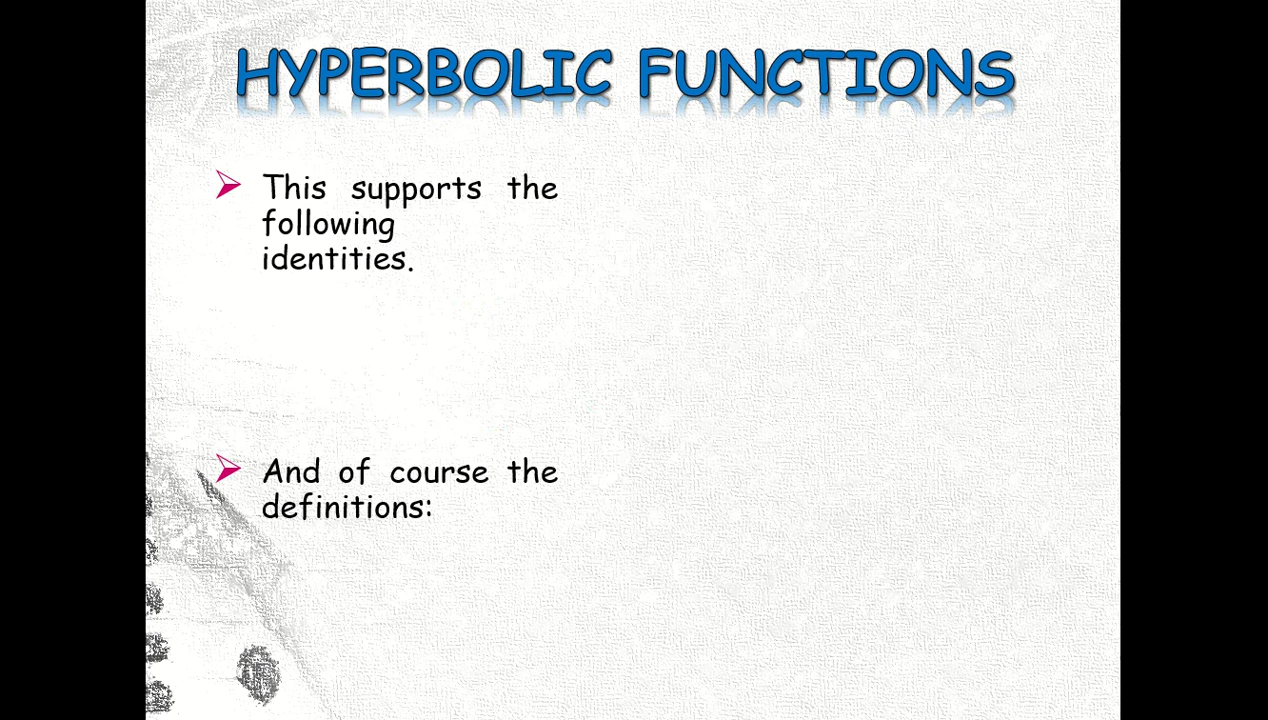 HYPERBOLIC FUNCTIONS
This supports the
following
identities.
And of course the
definitions: